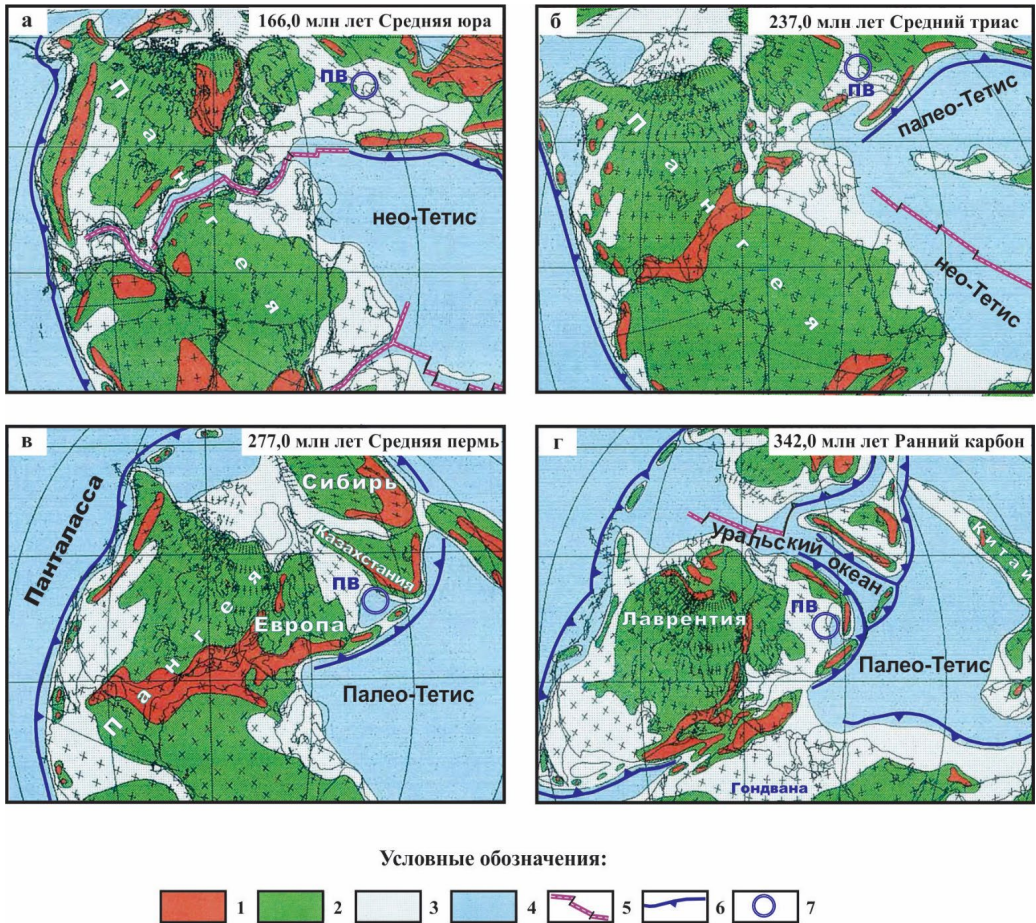 а
166,0 млн лет Средняя юра
ПВ
Пангея
нео-Тетис
б
237,0 млн лет Средний триас
ПВ
палео-Тетис
Пангея
нео-Тетис
в
277,0 млн лет Средняя пермь
Панталасса
Сибирь
Казахстания
ПВ
Европа
Пангея
Палео-Тетис
г
342,0 млн лет Ранний карбон
уральский
океан
Китай
ПВ
Лаврентия
Палео-Тетис
Гондвана
Условные обозначения:
1 2 3 4 5 6 7